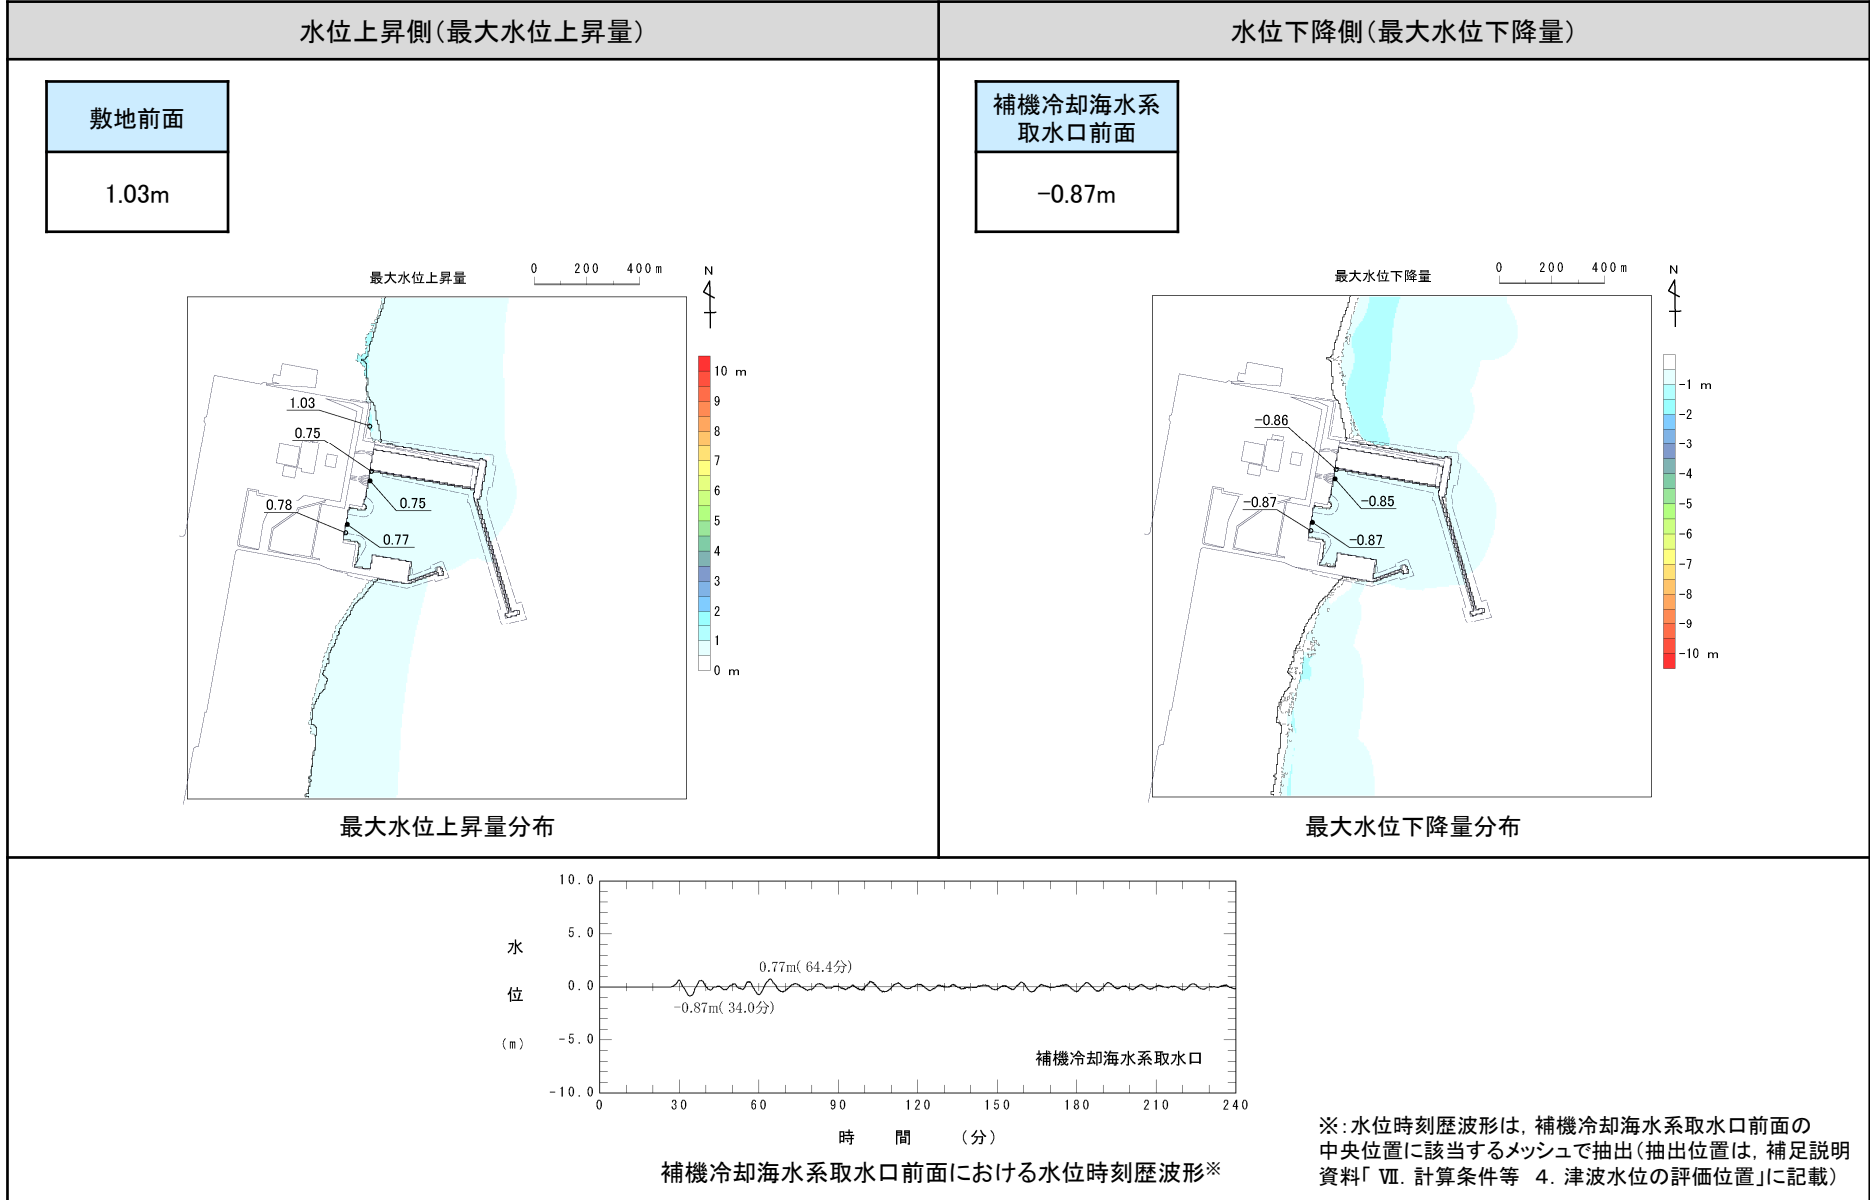 水位上昇側(最大水位上昇量)
水位下降側(最大水位下降量)
敷地前面
1.03m
補機冷却海水系
取水口前面
-0.87m
最大水位上昇量
0 200 400m
N
1.03
0.75
0.75
0.78
0.77
10 m
9
8
7
6
5
4
3
2
1
0 m
最大水位上昇量分布
最大水位下降量
0 200 400m
N
-0.86
-0.85
-0.87
-0.87
-1 m
-2
-3
-4
-5
-6
-7
-8
-9
-10 m
最大水位下降量分布
水位(m)
10.0
5.0
0.0
-5.0
-10.0
0.77m( 64.4分)
-0.87m( 34.0分)
補機冷却海水系取水口
0 30 60 90 120 150 180 210 240
時 間 (分)
補機冷却海水系取水口前面における水位時刻歴波形※
※:水位時刻歴波形は,補機冷却海水系取水口前面の
中央位置に該当するメッシュで抽出(抽出位置は,補足説明
資料「 Ⅶ. 計算条件等 4. 津波水位の評価位置」に記載)